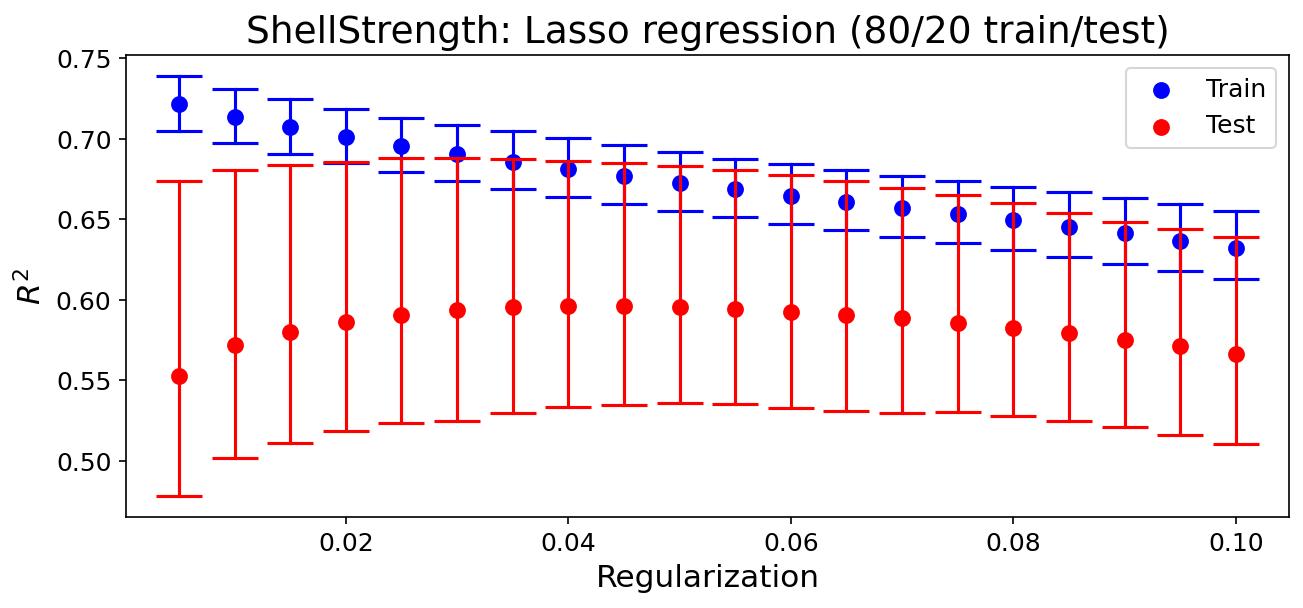 ShellStrength: Lasso regression (80/20 train/test)
0.75
0.70
0.65
0.60
0.55
0.50
R²
Train
Test
0.02 0.04 0.06 0.08 0.10
Regularization